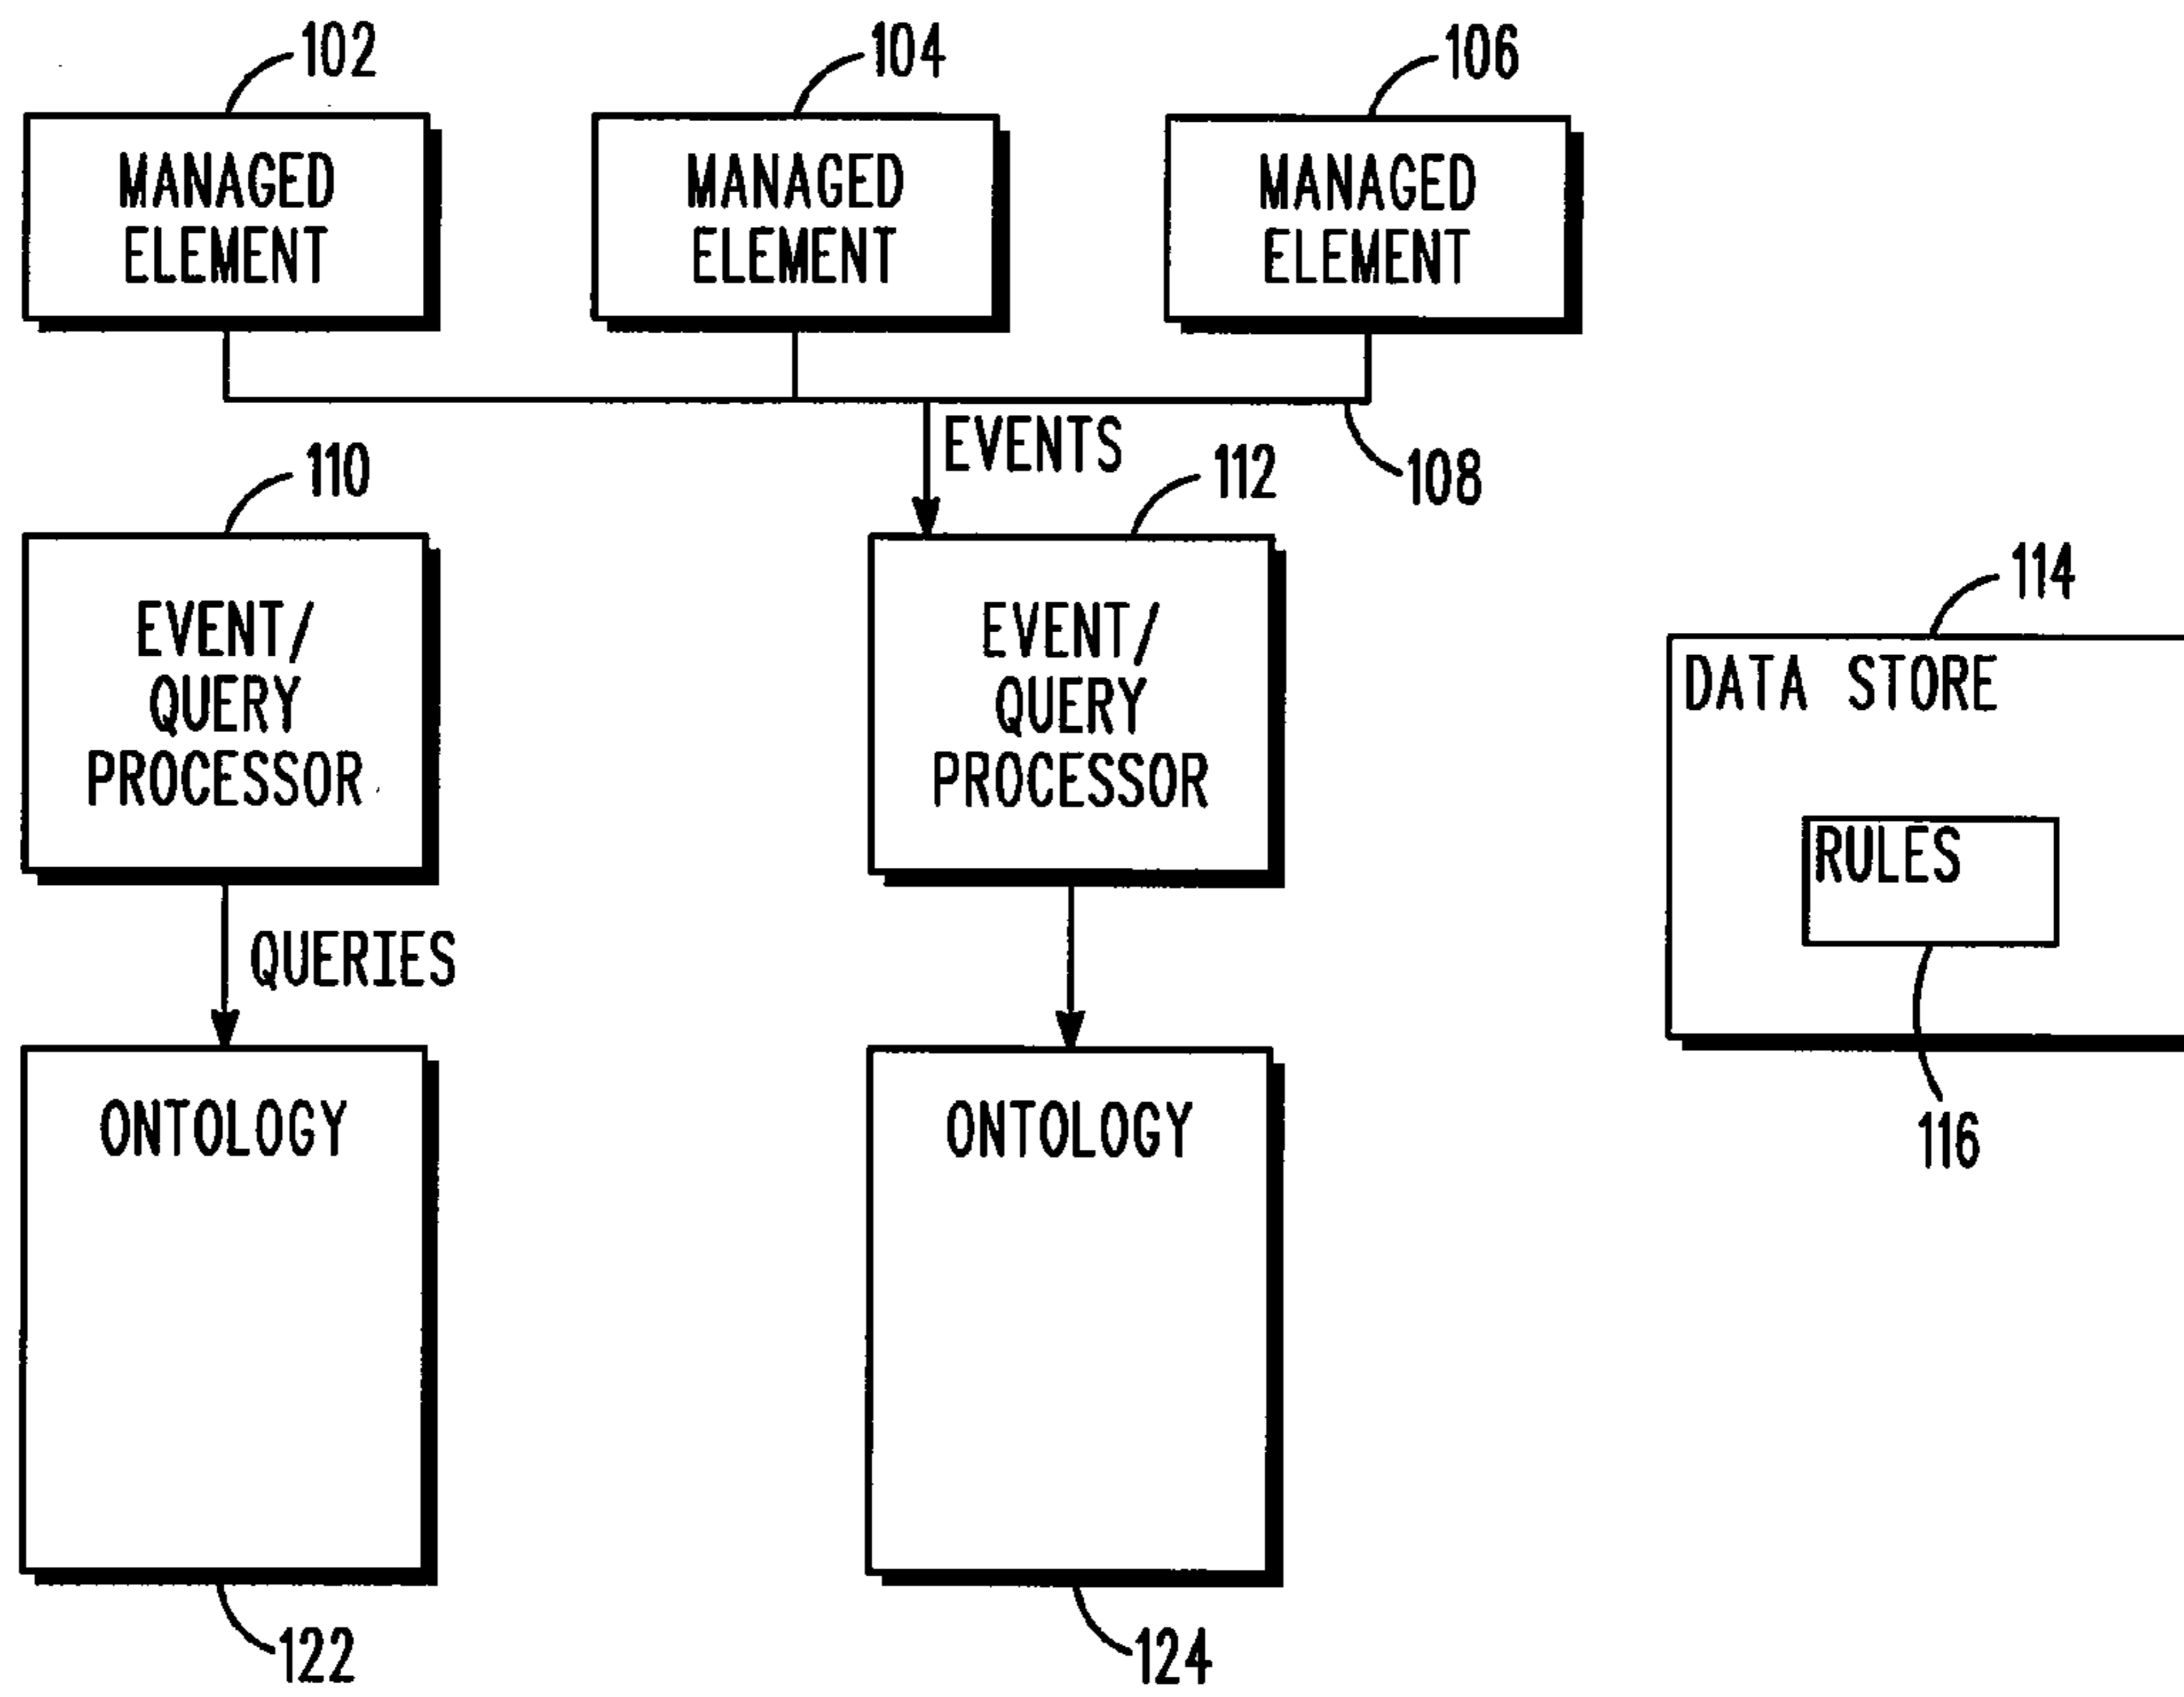 102
104
106
MANAGED
ELEMENT
MANAGED
ELEMENT
MANAGED
ELEMENT
EVENTS
108
110
112
114
EVENT/
QUERY
PROCESSOR
EVENT/
QUERY
PROCESSOR
DATA STORE
RULES
116
QUERIES
ONTOLOGY
ONTOLOGY
122
124